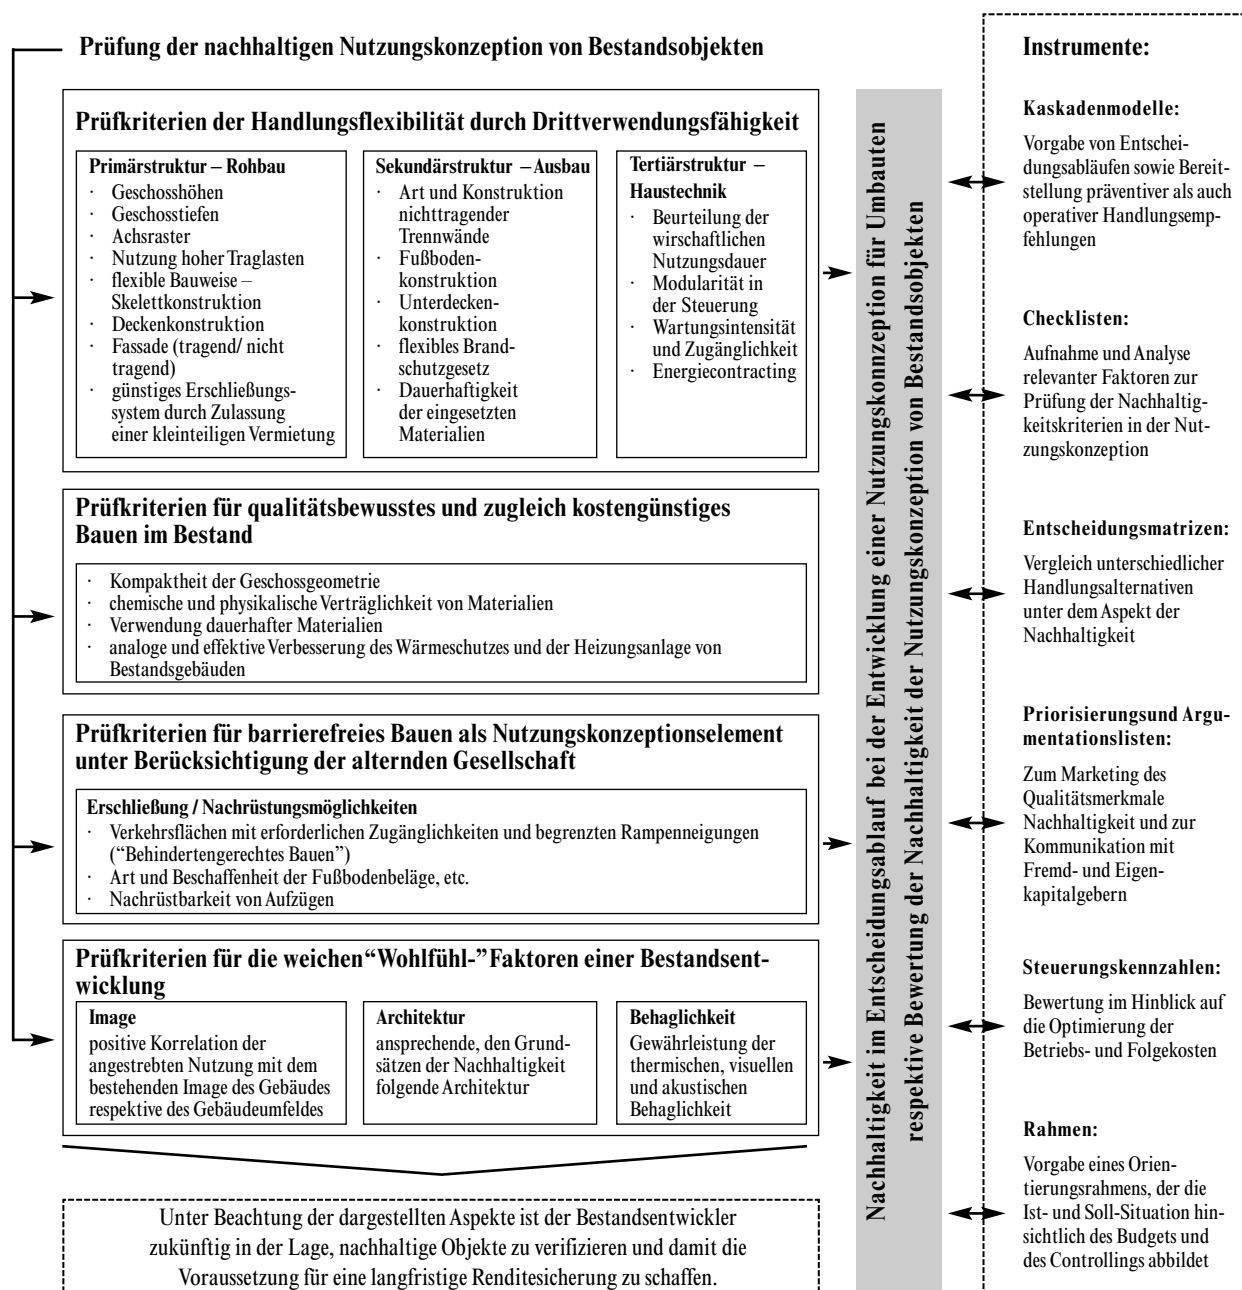 Prüfung der nachhaltigen Nutzungskonzeption von Bestandsobjekten
Prüfkriterien der Handlungsflexibilität durch Drittverwendungsfähigkeit
Primärstruktur – Rohbau
· Geschosshöhen
· Geschosstiefen
· Achsraster
· Nutzung hoher Traglasten
· flexible Bauweise –
Skelettkonstruktion
· Deckenkonstruktion
· Fassade (tragend/ nicht
tragend)
· günstiges Erschließungs-
system durch Zulassung
einer kleinteiligen Vermietung
Sekundärstruktur – Ausbau
· Art und Konstruktion
nichttragender
Trennwände
· Fußboden-
konstruktion
· Unterdecken-
konstruktion
· flexibles Brand-
schutzgesetz
· Dauerhaftigkeit
der eingesetzten
Materialien
Tertiärstruktur –
Haustechnik
· Beurteilung der
wirschaftlichen
Nutzungsdauer
· Modularität in
der Steuerung
· Wartungsintensität
und Zugänglichkeit
· Energiecontracting
Prüfkriterien für qualitätsbewusstes und zugleich kostengünstiges
Bauen im Bestand
· Kompaktheit der Geschossgeometrie
· chemische und physikalische Verträglichkeit von Materialien
· Verwendung dauerhafter Materialien
· analoge und effektive Verbesserung des Wärmeschutzes und der Heizungsanlage von
Bestandsgebäuden
Prüfkriterien für barrierefreies Bauen als Nutzungskonzeptionselement
unter Berücksichtigung der alternden Gesellschaft
Erschließung / Nachrüstungsmöglichkeiten
· Verkehrsflächen mit erforderlichen Zugänglichkeiten und begrenzten Rampenneigungen
(“Behindertengerechtes Bauen”)
· Art und Beschaffenheit der Fußbodenbeläge, etc.
· Nachrüstbarkeit von Aufzügen
Prüfkriterien für die weichen “Wohlfühl-” Faktoren einer Bestandsent-
wicklung
Image
positive Korrelation der
angestrebten Nutzung mit dem
bestehenden Image des Gebäudes
respektive des Gebäudeumfeldes
Architektur
ansprechende, den Grund-
sätzen der Nachhaltigkeit
folgende Architektur
Behaglichkeit
Gewährleistung der
thermischen, visuellen
und akustischen
Behaglichkeit
Unter Beachtung der dargestellten Aspekte ist der Bestandsentwickler
zukünftig in der Lage, nachhaltige Objekte zu verifizieren und damit die
Voraussetzung für eine langfristige Renditesicherung zu schaffen.
Nachhaltigkeit im Entscheidungsablauf bei der Entwicklung einer Nutzungskonnzeption für Umbauten
respektive Bewertung der Nachhaltigkeit der Nutzungskonzeption von Bestandsobjekten
Instrumente:
Kaskadenmodelle:
Vorgabe von Entschei-
dungsabläufen sowie Bereit-
stellung präventiver als auch
operativer Handlungsemp-
fehlungen
Checklisten:
Aufnahme und Analyse
relevanter Faktoren zur
Prüfung der Nachhaltig-
keitskriterien in der Nut-
zungskonzeption
Entscheidungsmatrizen:
Vergleich unterschiedlicher
Handlungsalternativen
unter dem Aspekt der
Nachhaltigkeit
Priorisierungsund Argu-
mentationslisten:
Zum Marketing des
Qualitätsmerkmale
Nachhaltigkeit und zur
Kommunikation mit
Fremd- und Eigen-
kapitalgebern
Steuerungskennzahlen:
Bewertung im Hinblick auf
die Optimierung der
Betriebs- und Folgekosten
Rahmen:
Vorgabe eines Orien-
tierungsrahmens, der die
Ist- und Soll-Situation hin-
sichtlich des Budgets und
des Controllings abbildet